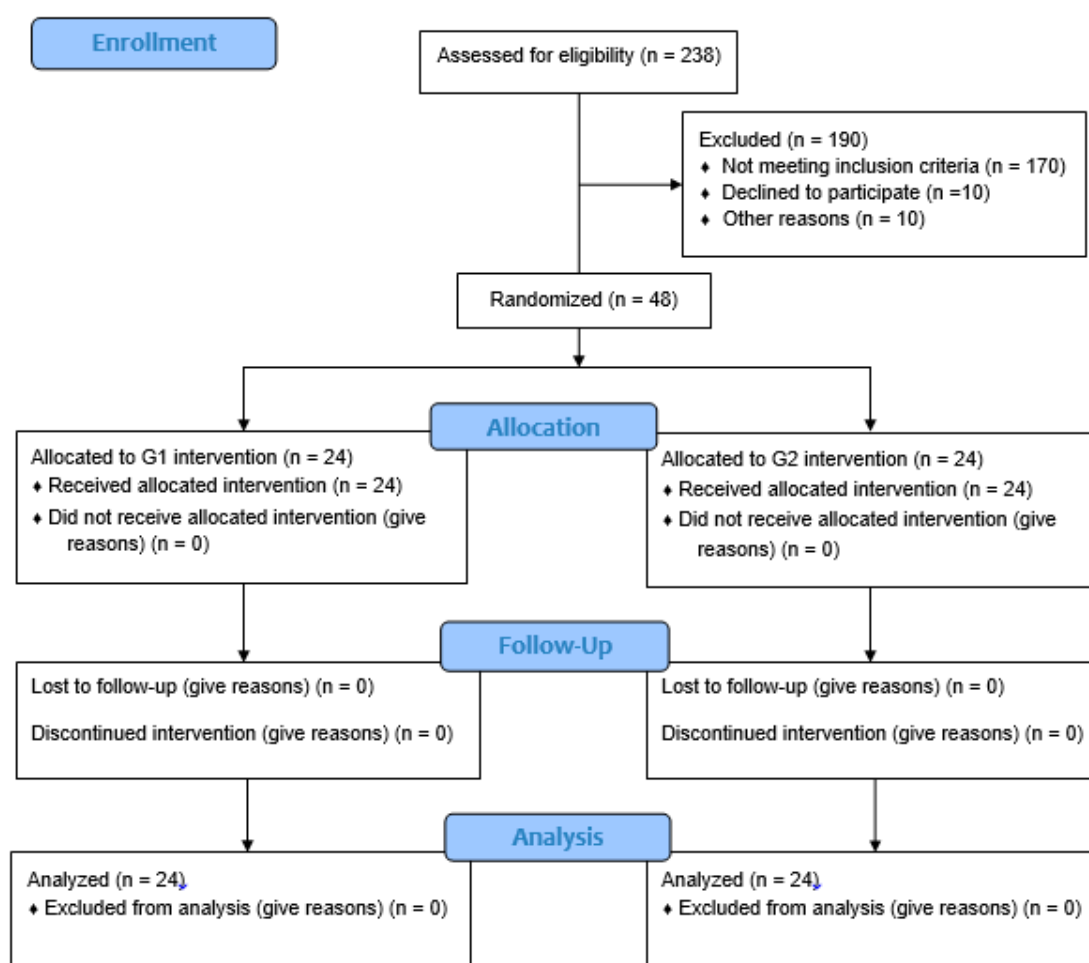 Enrollment
Assessed for eligibility (n = 238)
Excluded (n = 190)
♦ Not meeting inclusion criteria (n = 170)
♦ Declined to participate (n =10)
♦ Other reasons (n = 10)
Randomized (n = 48)
Allocation
Allocated to G1 intervention (n = 24)
♦ Received allocated intervention (n = 24)
♦ Did not receive allocated intervention (give
reasons) (n = 0)
Allocated to G2 intervention (n = 24)
♦ Received allocated intervention (n = 24)
♦ Did not receive allocated intervention (give
reasons) (n = 0)
Follow-Up
Lost to follow-up (give reasons) (n = 0)
Discontinued intervention (give reasons) (n = 0)
Lost to follow-up (give reasons) (n = 0)
Discontinued intervention (give reasons) (n = 0)
Analysis
Analyzed (n = 24)
♦ Excluded from analysis (give reasons) (n = 0)
Analyzed (n = 24)
♦ Excluded from analysis (give reasons) (n = 0)